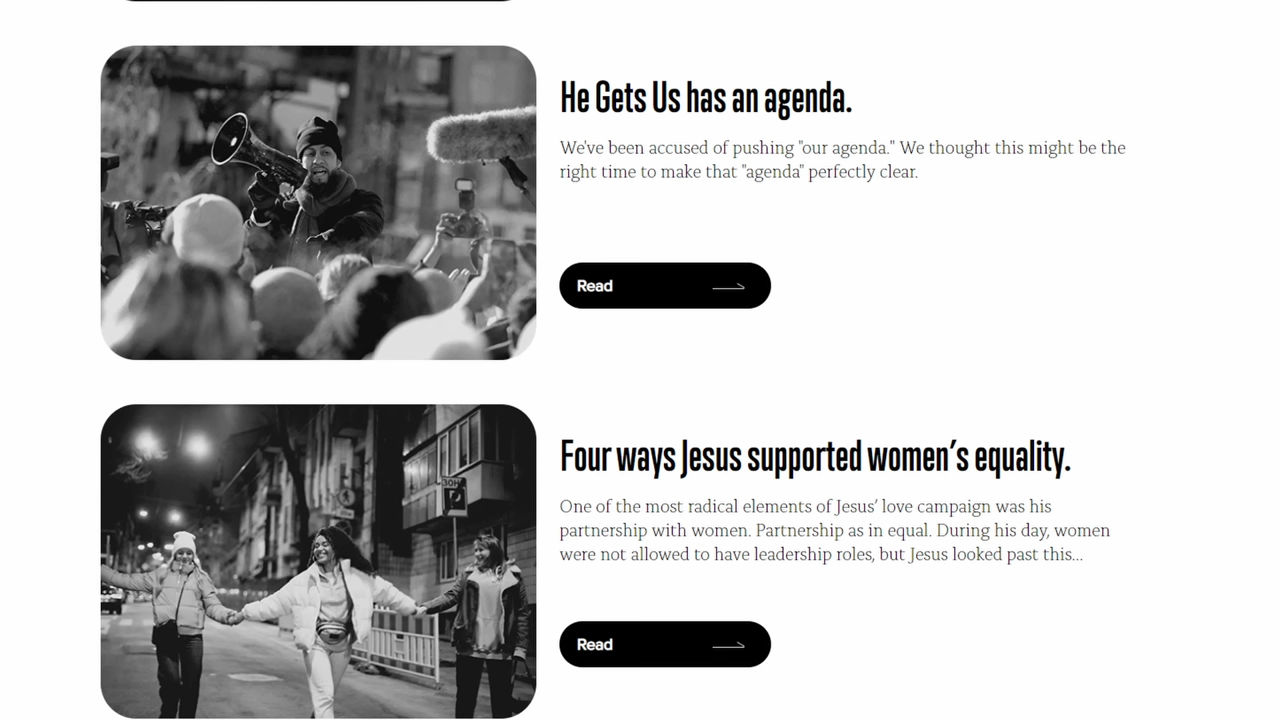 He Gets Us has an agenda.
We've been accused of pushing "our agenda." We thought this might be the
right time to make that "agenda" perfectly clear.
Read
Four ways Jesus supported women’s equality.
One of the most radical elements of Jesus’ love campaign was his
partnership with women. Partnership as in equal. During his day, women
were not allowed to have leadership roles, but Jesus looked past this...
Read